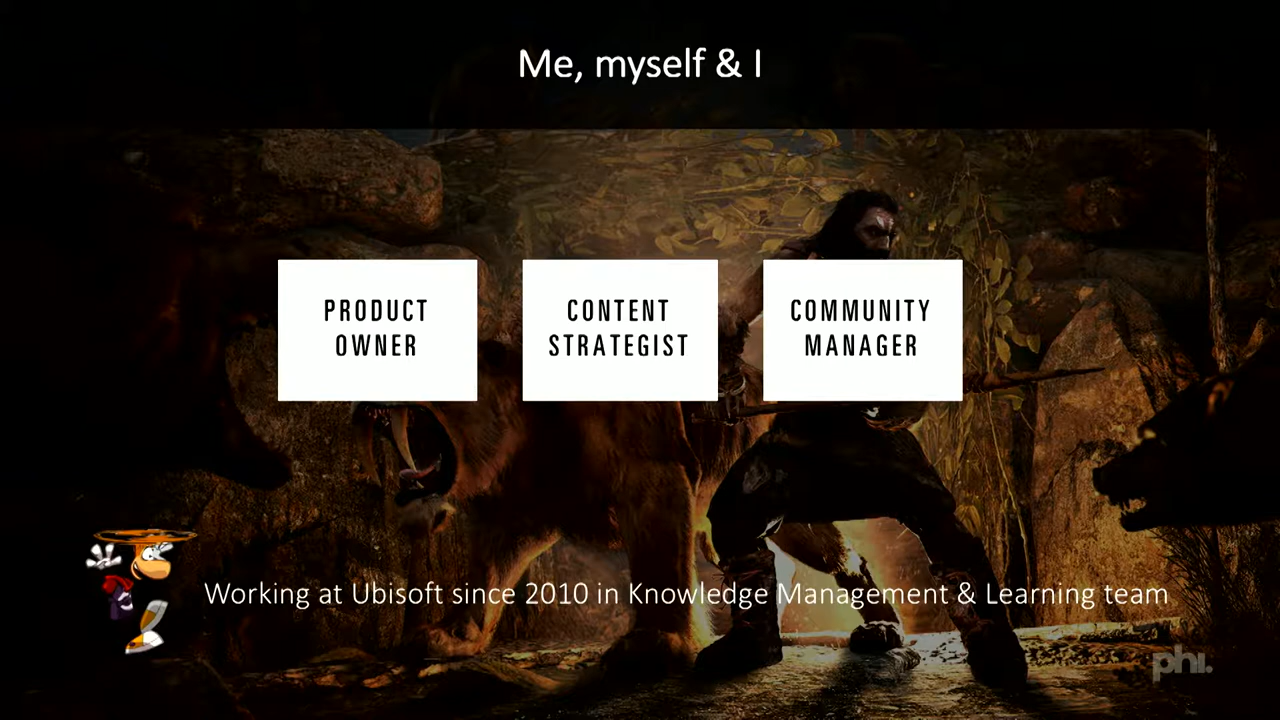 Me, myself & I
PRODUCT
OWNER
CONTENT
STRATEGIST
COMMUNITY
MANAGER
Working at Ubisoft since 2010 in Knowledge Management & Learning team
phi.